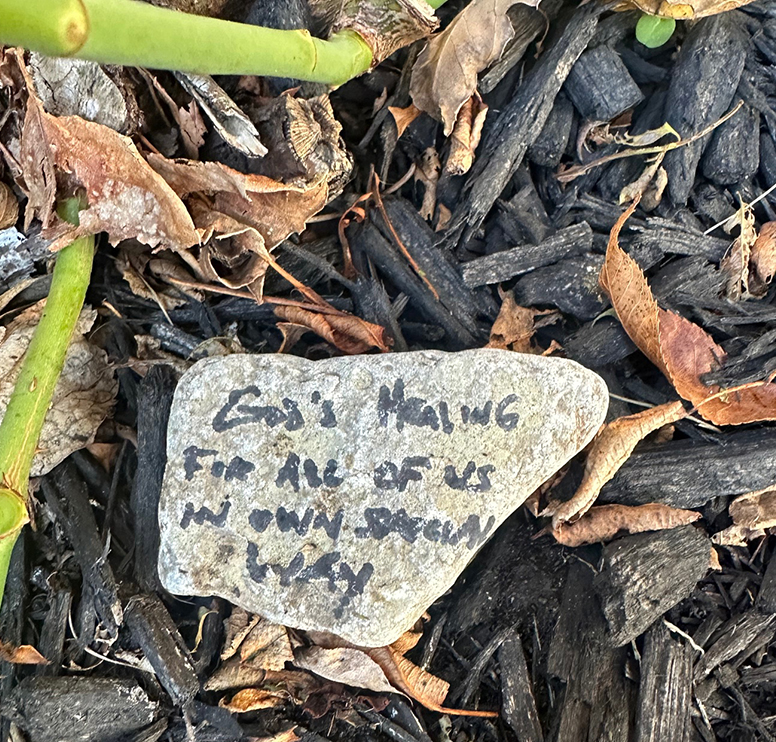 God's Healing
For All of us
in own special
way